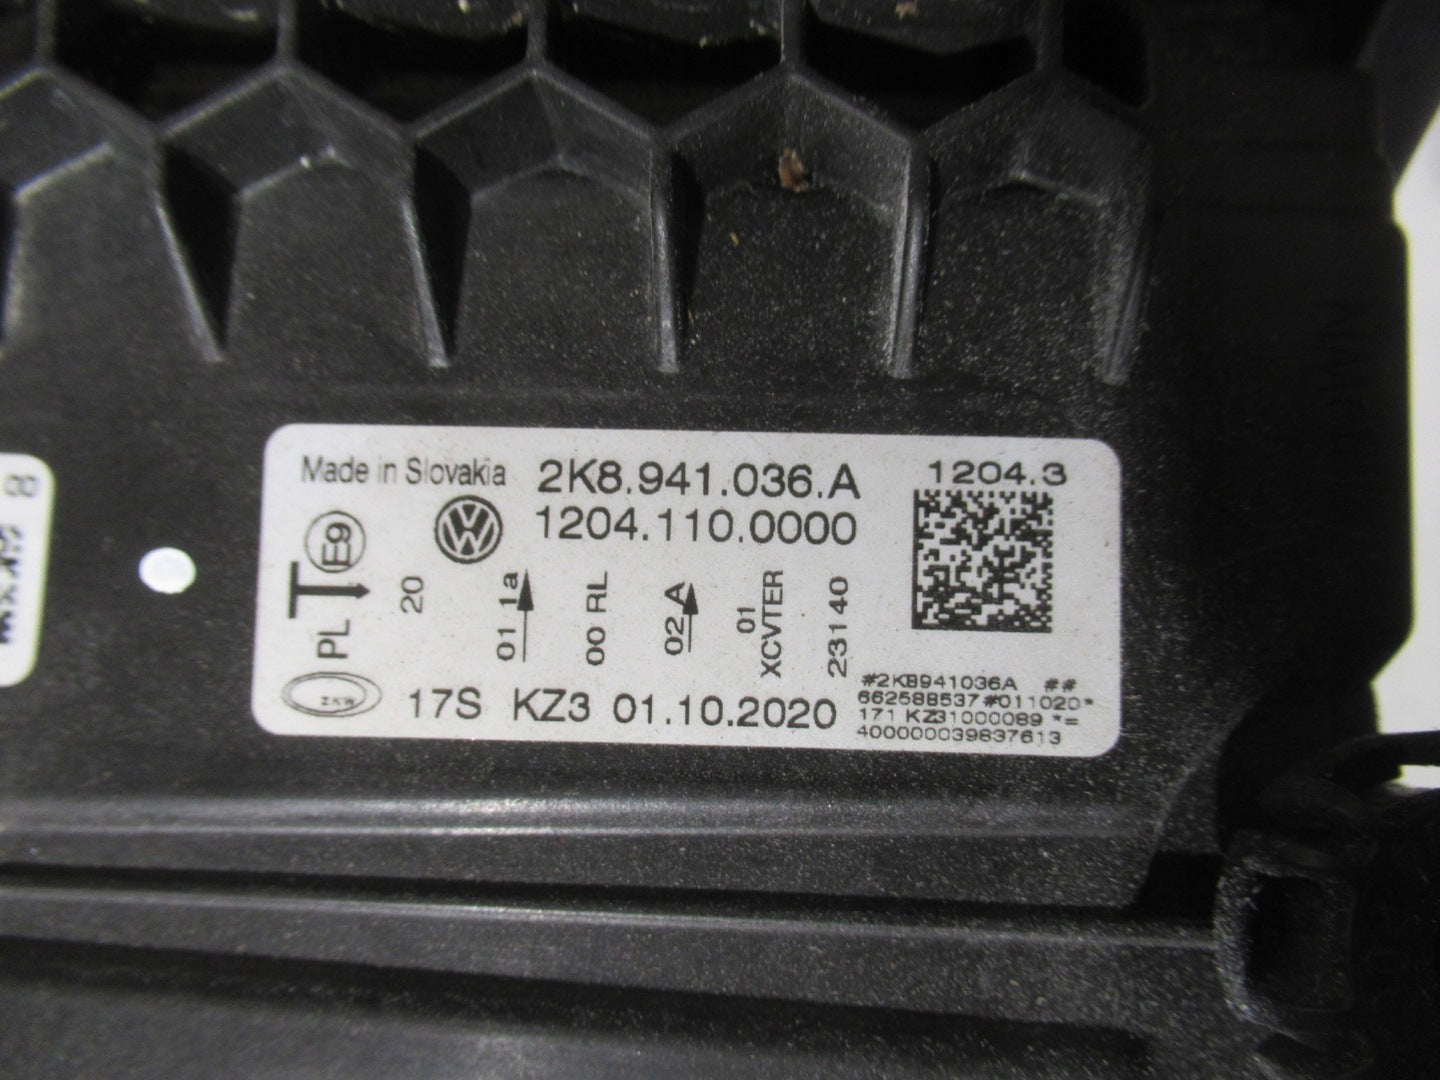 Made in Slovakia 2K8.941.036.A 1204.3
1204.110.0000
E9
PL
20
01 1a
00 RL
02 A
01
XCVTER
23140
ZKW 17S KZ3 01.10.2020
#2K8941036A ##
662588537#011020*
171 KZ31000089 *=
400000039837613